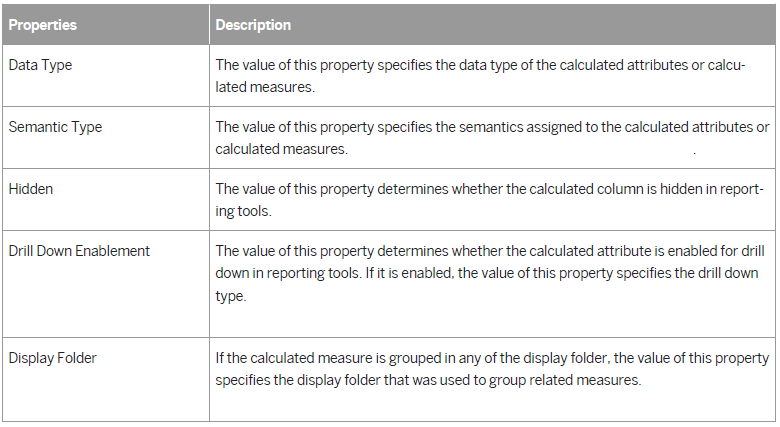 Properties Description
Data Type The value of this property specifies the data type of the calculated attributes or calcu-
lated measures.
Semantic Type The value of this property specifies the semantics assigned to the calculated attributes or
calculated measures. .
Hidden The value of this property determines whether the calculated column is hidden in report-
ing tools.
Drill Down Enablement The value of this property determines whether the calculated attribute is enabled for drill
down in reporting tools. If it is enabled, the value of this property specifies the drill down
type.
Display Folder If the calculated measure is grouped in any of the display folder, the value of this property
specifies the display folder that was used to group related measures.